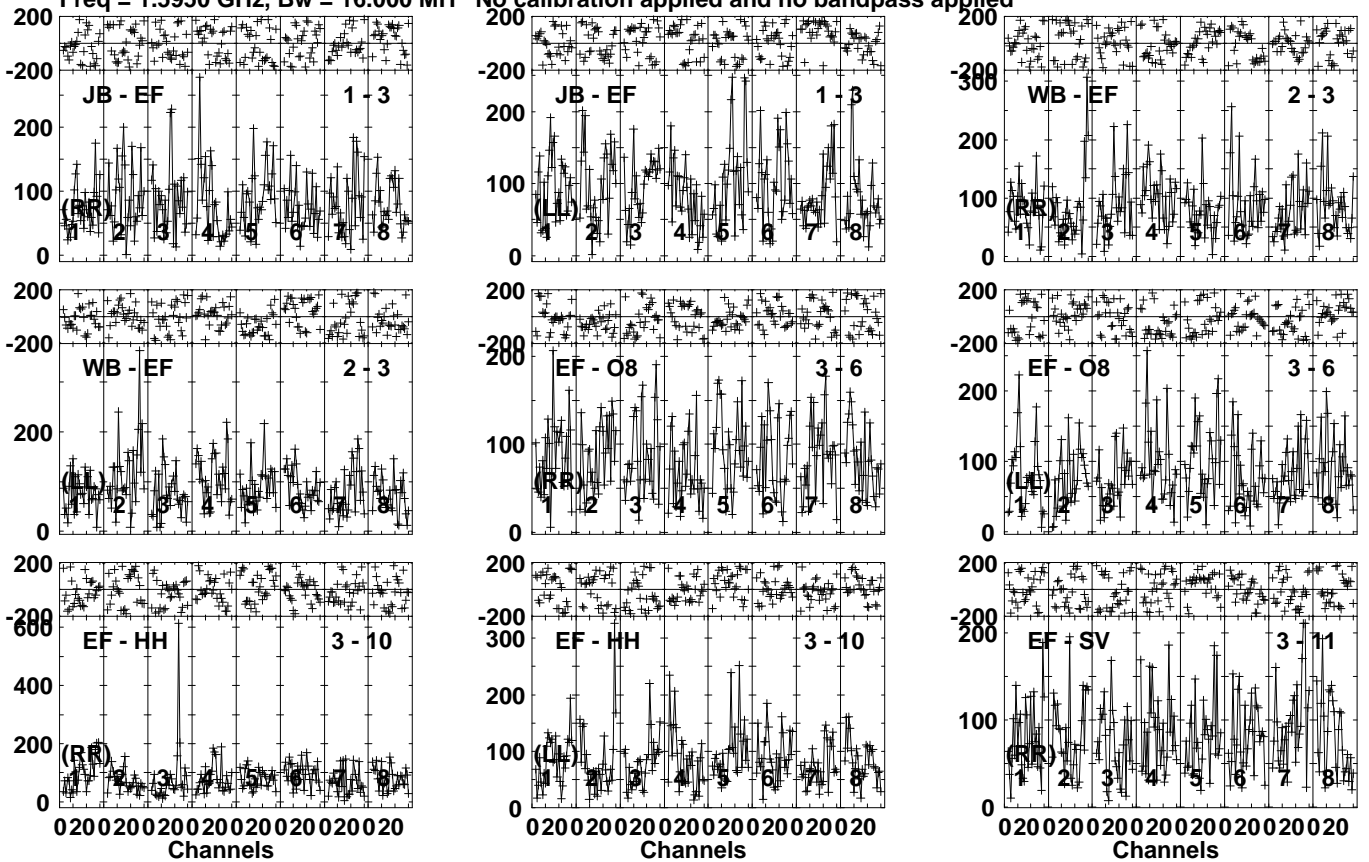 Freq = 1.5950 GHz, Bw = 16.000 MH No calibration applied and no bandpass applied
200 200 200
-200 -200 -200
JB - EF 1 - 3
200
100
0
(RR)
1 2 3 4 5 6 7 8
JB - EF 1 - 3
200
100
0
(LL)
1 2 3 4 5 6 7 8
WB - EF 2 - 3
300
200
100
0
(RR)
1 2 3 4 5 6 7 8
200 200 200
-200 -200 -200
WB - EF 2 - 3
200
0
(LL)
1 2 3 4 5 6 7 8
EF - O8 3 - 6
200
100
0
(RR)
1 2 3 4 5 6 7 8
EF - O8 3 - 6
200
100
0
(LL)
1 2 3 4 5 6 7 8
200 200 200
-200 -200 -200
EF - HH 3 - 10
600
400
200
0
(RR)
1 2 3 4 5 6 7 8
EF - HH 3 - 10
300
200
100
0
(LL)
1 2 3 4 5 6 7 8
EF - SV 3 - 11
200
100
0
(RR)
1 2 3 4 5 6 7 8
0 20 0 20 0 20 0 20 0 20 0 20 0 20 0 20
0 20 0 20 0 20 0 20 0 20 0 20 0 20 0 20
0 20 0 20 0 20 0 20 0 20 0 20 0 20 0 20
Channels Channels Channels